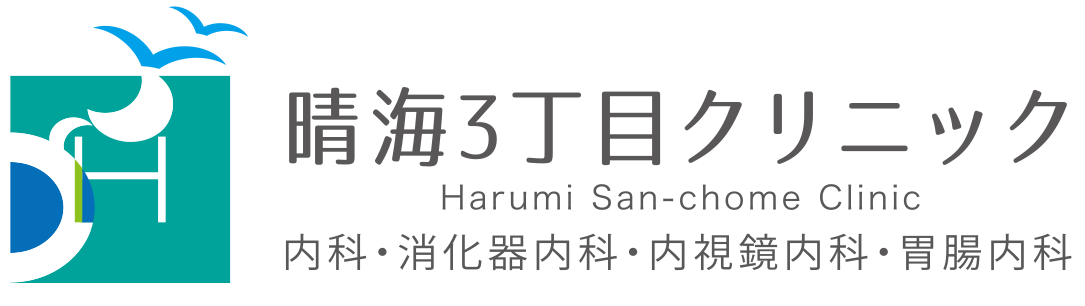 H
晴海3丁目クリニック
Harumi San-chome Clinic
内科・消化器内科・内視鏡内科・胃腸内科